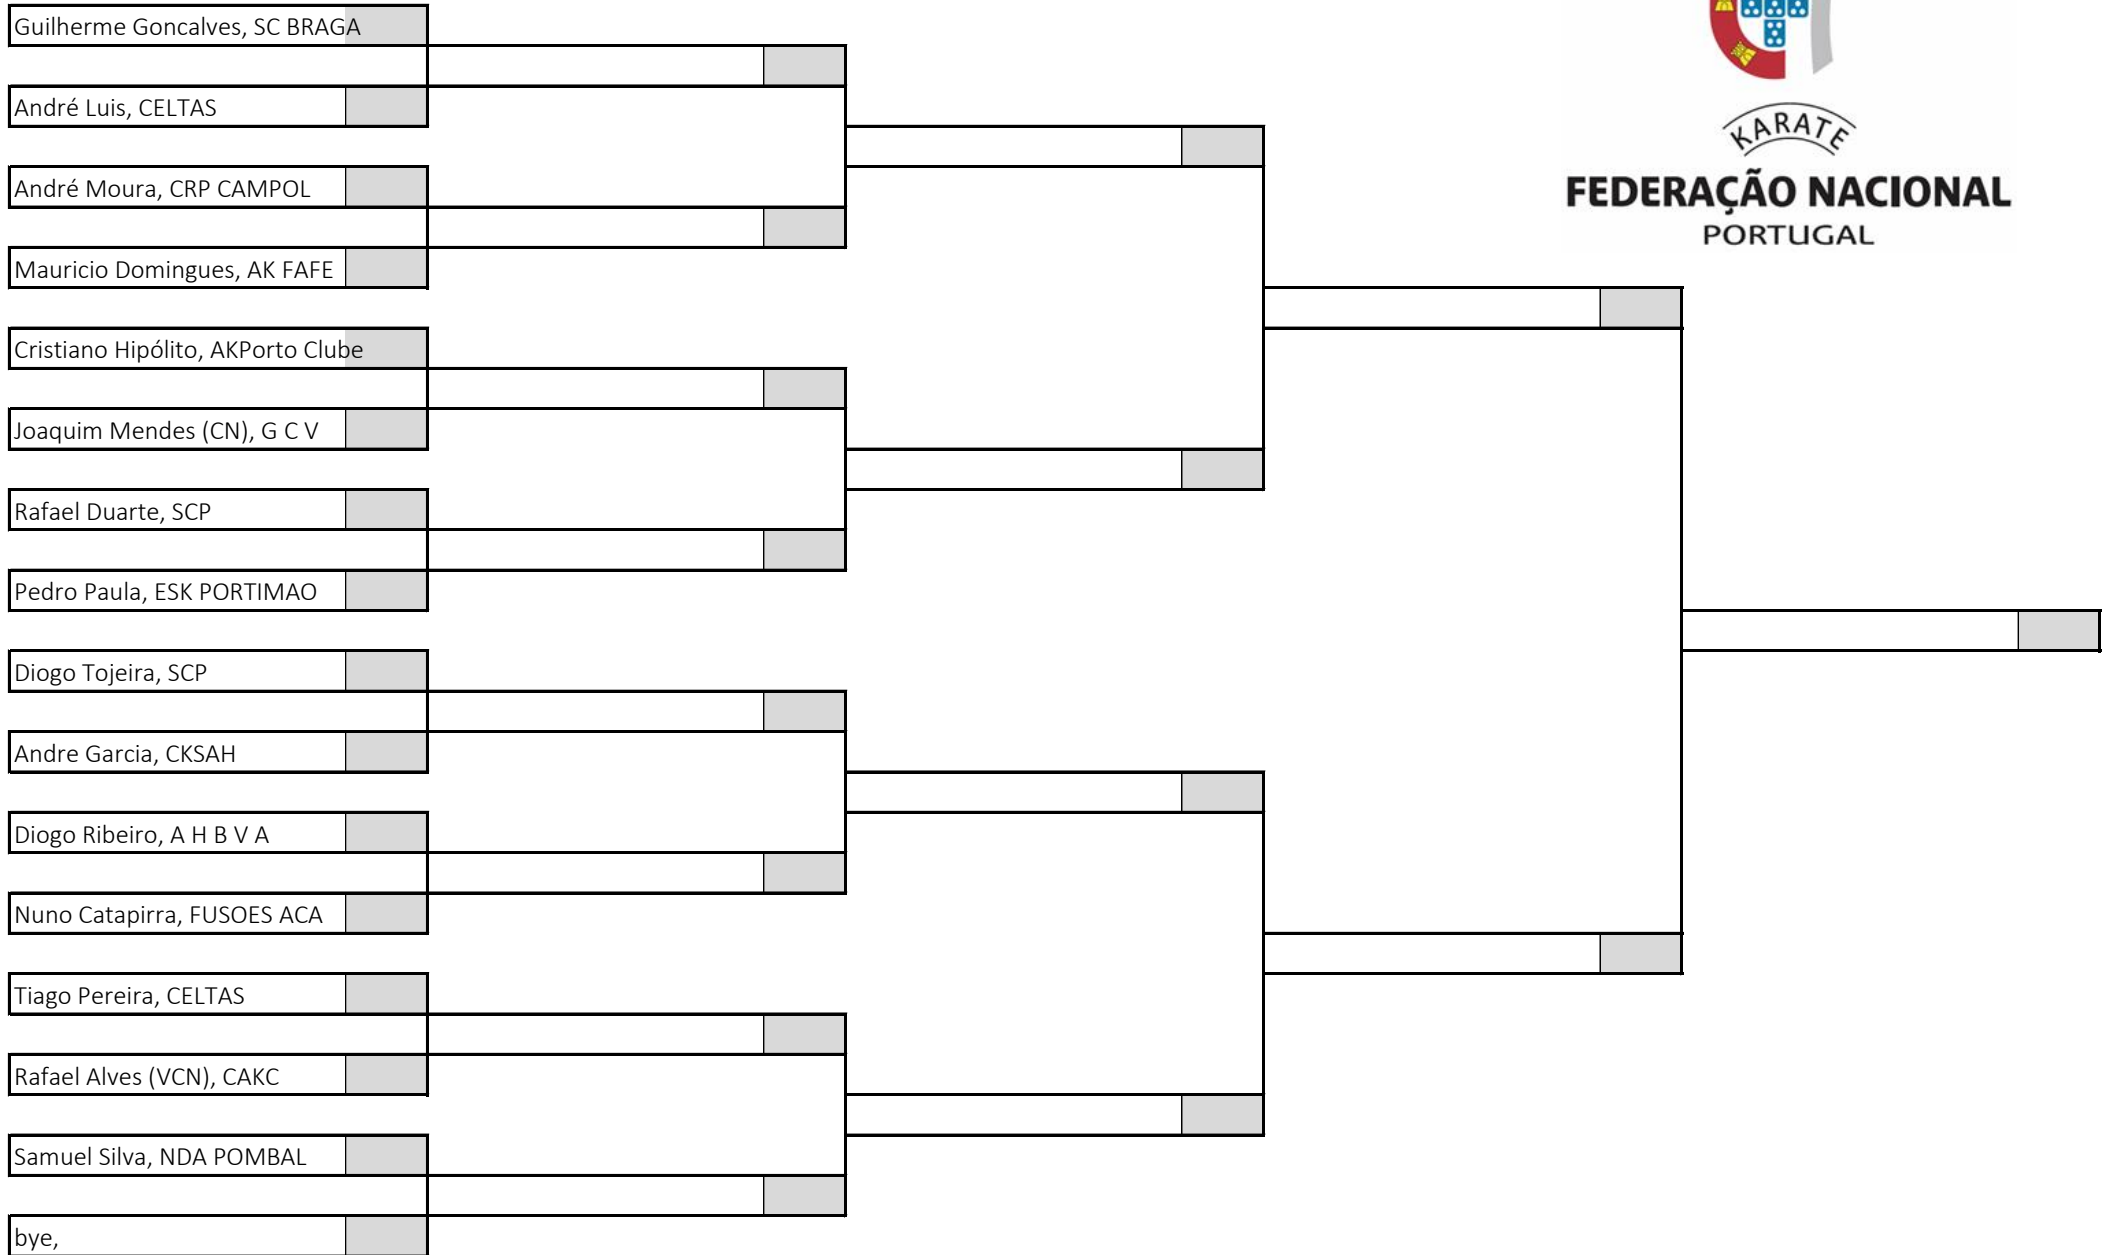 Guilherme Goncalves, SC BRAGA
André Luis, CELTAS
André Moura, CRP CAMPOL
Mauricio Domingues, AK FAFE
Cristiano Hipólito, AKPorto Clube
Joaquim Mendes (CN), G C V
Rafael Duarte, SCP
Pedro Paula, ESK PORTIMAO
Diogo Tojeira, SCP
Andre Garcia, CKSAH
Diogo Ribeiro, A H B V A
Nuno Catapirra, FUSOES ACA
Tiago Pereira, CELTAS
Rafael Alves (VCN), CAKC
Samuel Silva, NDA POMBAL
bye,
KARATE
FEDERAÇÃO NACIONAL
PORTUGAL